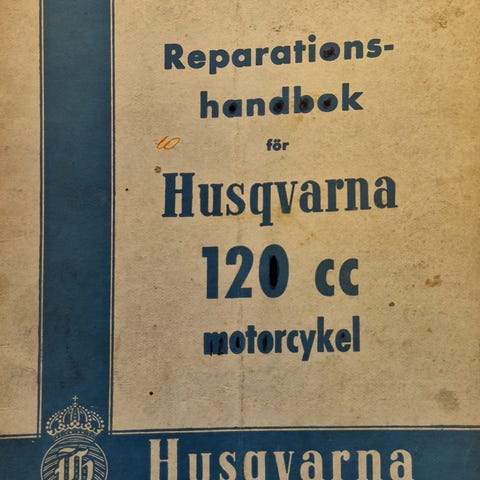 Reparations-
handbok
för
Husqvarna
120 cc
motorcykel
Husqvarna